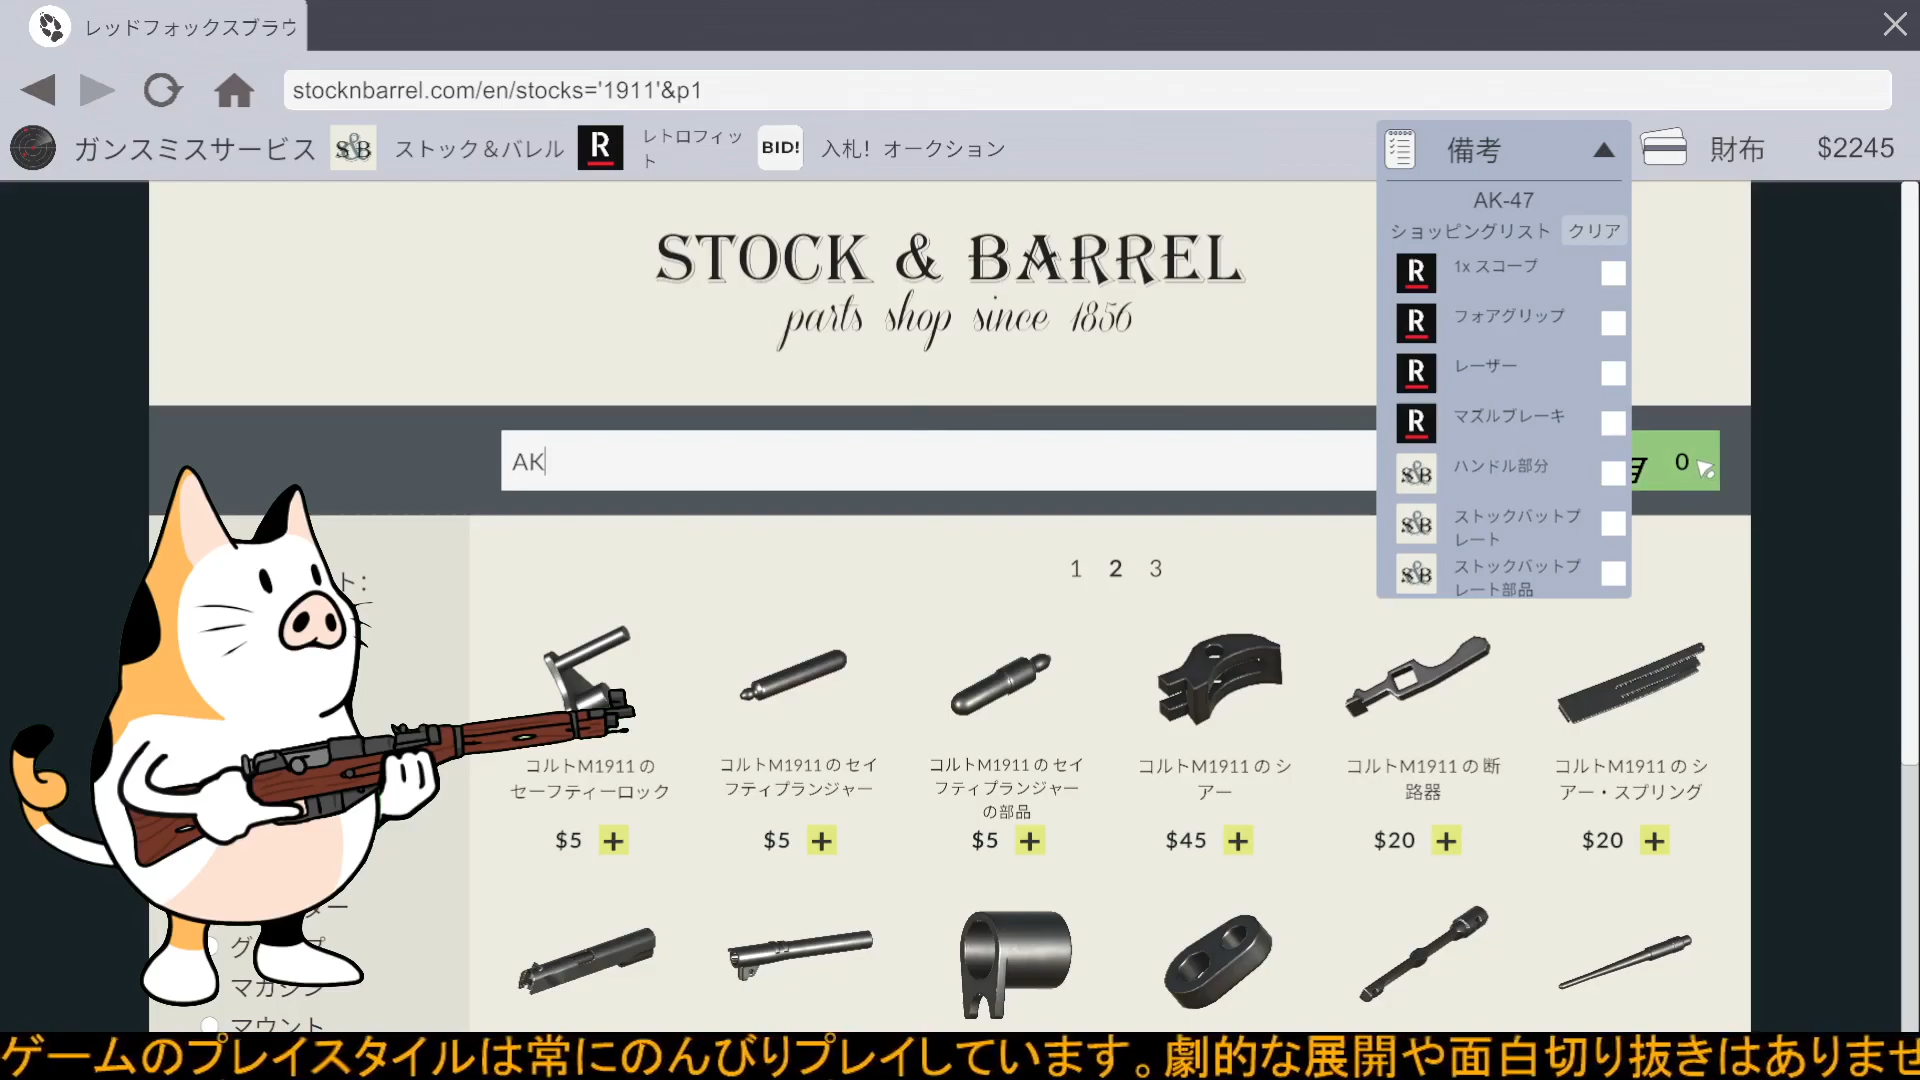 レッドフォックスブラウ
stocknbarrel.com/en/stocks='1911'&p1
ガンスミスサービス
S&B
ストック＆バレル
R
レトロフィッ
ト
BID!
入札! オークション
備考
財布
$2245
AK-47
ショッピングリスト
クリア
R
1x スコープ
R
フォアグリップ
R
レーザー
R
マズルブレーキ
S&B
ハンドル部分
S&B
ストックバットプ
レート
S&B
ストックバットプ
レート部品
STOCK & BARREL
parts shop since 1856
AK
0
ト:
1 2 3
コルトM1911 の
セーフティーロック
$5 +
コルトM1911 の セイ
フティプランジャー
$5 +
コルトM1911 の セイ
フティプランジャー
の部品
$5 +
コルトM1911 の シ
アー
$45 +
コルトM1911 の 断
路器
$20 +
コルトM1911 の シ
アー・スプリング
$20 +
ター
マガジン
マウント
ゲームのプレイスタイルは常にのんびりプレイしています。劇的な展開や面白切り抜きはありませ